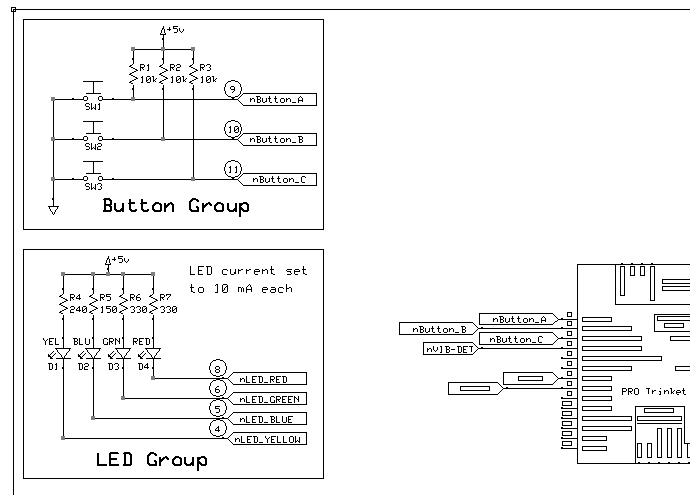 +5v
R1 R2 R3
10k 10k 10k
9
nButton_A
SW1
10
nButton_B
SW2
11
nButton_C
SW3
Button Group
+5v
LED current set
to 10 mA each
R4 R5 R6 R7
240 150 330 330
YEL BLU GRN RED
D1 D2 D3 D4
8
nLED_RED
6
nLED_GREEN
5
nLED_BLUE
4
nLED_YELLOW
LED Group
nButton_A
nButton_B
nButton_C
nVIB-DET
PRO Trinket